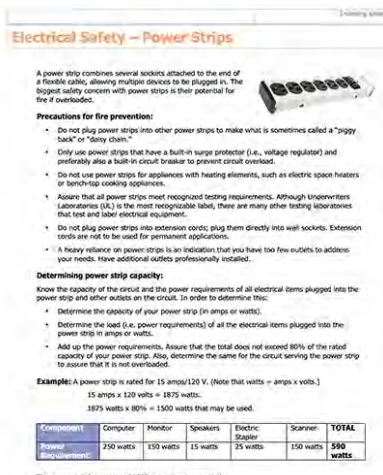 Training
Electrical Safety – Power Strips
A power strip combines several sockets attached to the end of
a flexible cable, allowing multiple devices to be plugged in. The
biggest safety concern with power strips is their potential for
fire if overloaded.
Precautions for fire prevention:
• Do not plug power strips into other power strips to make what is sometimes called a "piggy
back" or "daisy chain."
• Only use power strips that have a built-in surge protector (i.e., voltage regulator) and
preferably also a built-in circuit breaker to prevent circuit overload.
• Do not use power strips for appliances with heating elements, such as electric space heaters
or bench-top cooking appliances.
• Assure that all power strips meet recognized testing requirements. Although Underwriters
Laboratories (UL) is the most recognizable label, there are many other testing laboratories
that test and label electrical equipment.
• Do not plug power strips into extension cords; plug them directly into wall sockets. Extension
cords are not to be used for permanent applications.
• A heavy reliance on power strips is an indication that you have too few outlets to address
your needs. Have additional outlets professionally installed.
Determining power strip capacity:
Know the capacity of the circuit and the power requirements of all electrical items plugged into the
power strip and other outlets on the circuit. In order to determine this:
• Determine the capacity of your power strip (in amps or watts).
• Determine the load (i.e. power requirements) of all the electrical items plugged into the
power strip in amps or watts.
• Add up the power requirements. Assure that the total does not exceed 80% of the rated
capacity of your power strip. Also, determine the same for the circuit serving the power strip
to assure that it is not overloaded.
Example: A power strip is rated for 15 amps/120 V. (Note that watts = amps x volts.)
15 amps x 120 volts = 1875 watts.
1875 watts x 80% = 1500 watts that may be used.
Component Computer Monitor Speakers Electric Stapler Scanner TOTAL
Power Requirement: 250 watts 150 watts 15 watts 25 watts 150 watts 590 watts